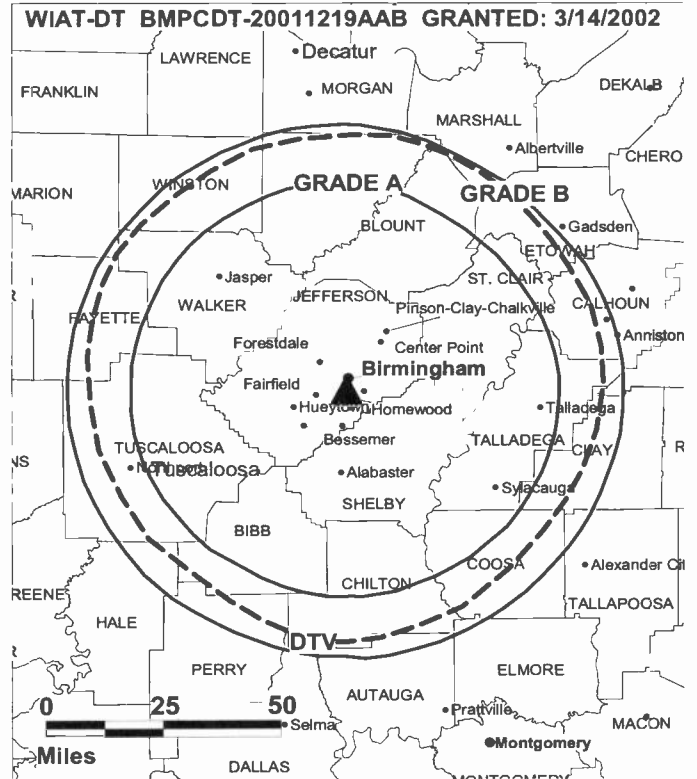 WIAT-DT BMPCDT-20011219AAB GRANTED: 3/14/2002
Decatur
LAWRENCE
FRANKLIN
MORGAN
DEKALB
MARSHALL
Albertville
CHERO
MARION
WINSTON
GRADE A
GRADE B
BLOUNT
Gadsden
ETOWAH
Jasper
ST. CLAIR
WALKER
JEFFERSON
CALHOUN
Pinson-Clay-Chalkville
FAYETTE
Anniston
Forestdale
Center Point
Birmingham
Fairfield
Hueytown
Homewood
Talladega
Bessemer
TALLADEGA
TUSCALOOSA
CLAY
R
NS
Northport
Tuscaloosa
Alabaster
Sylacauga
SHELBY
BIBB
COOSA
Alexander Cit
CHILTON
REENE
TALLAPOOSA
HALE
DTV
R
PERRY
ELMORE
AUTAUGA
0 25 50
Prattville
MACON
Selma
Miles
Montgomery
DALLAS
MONTGOMERY